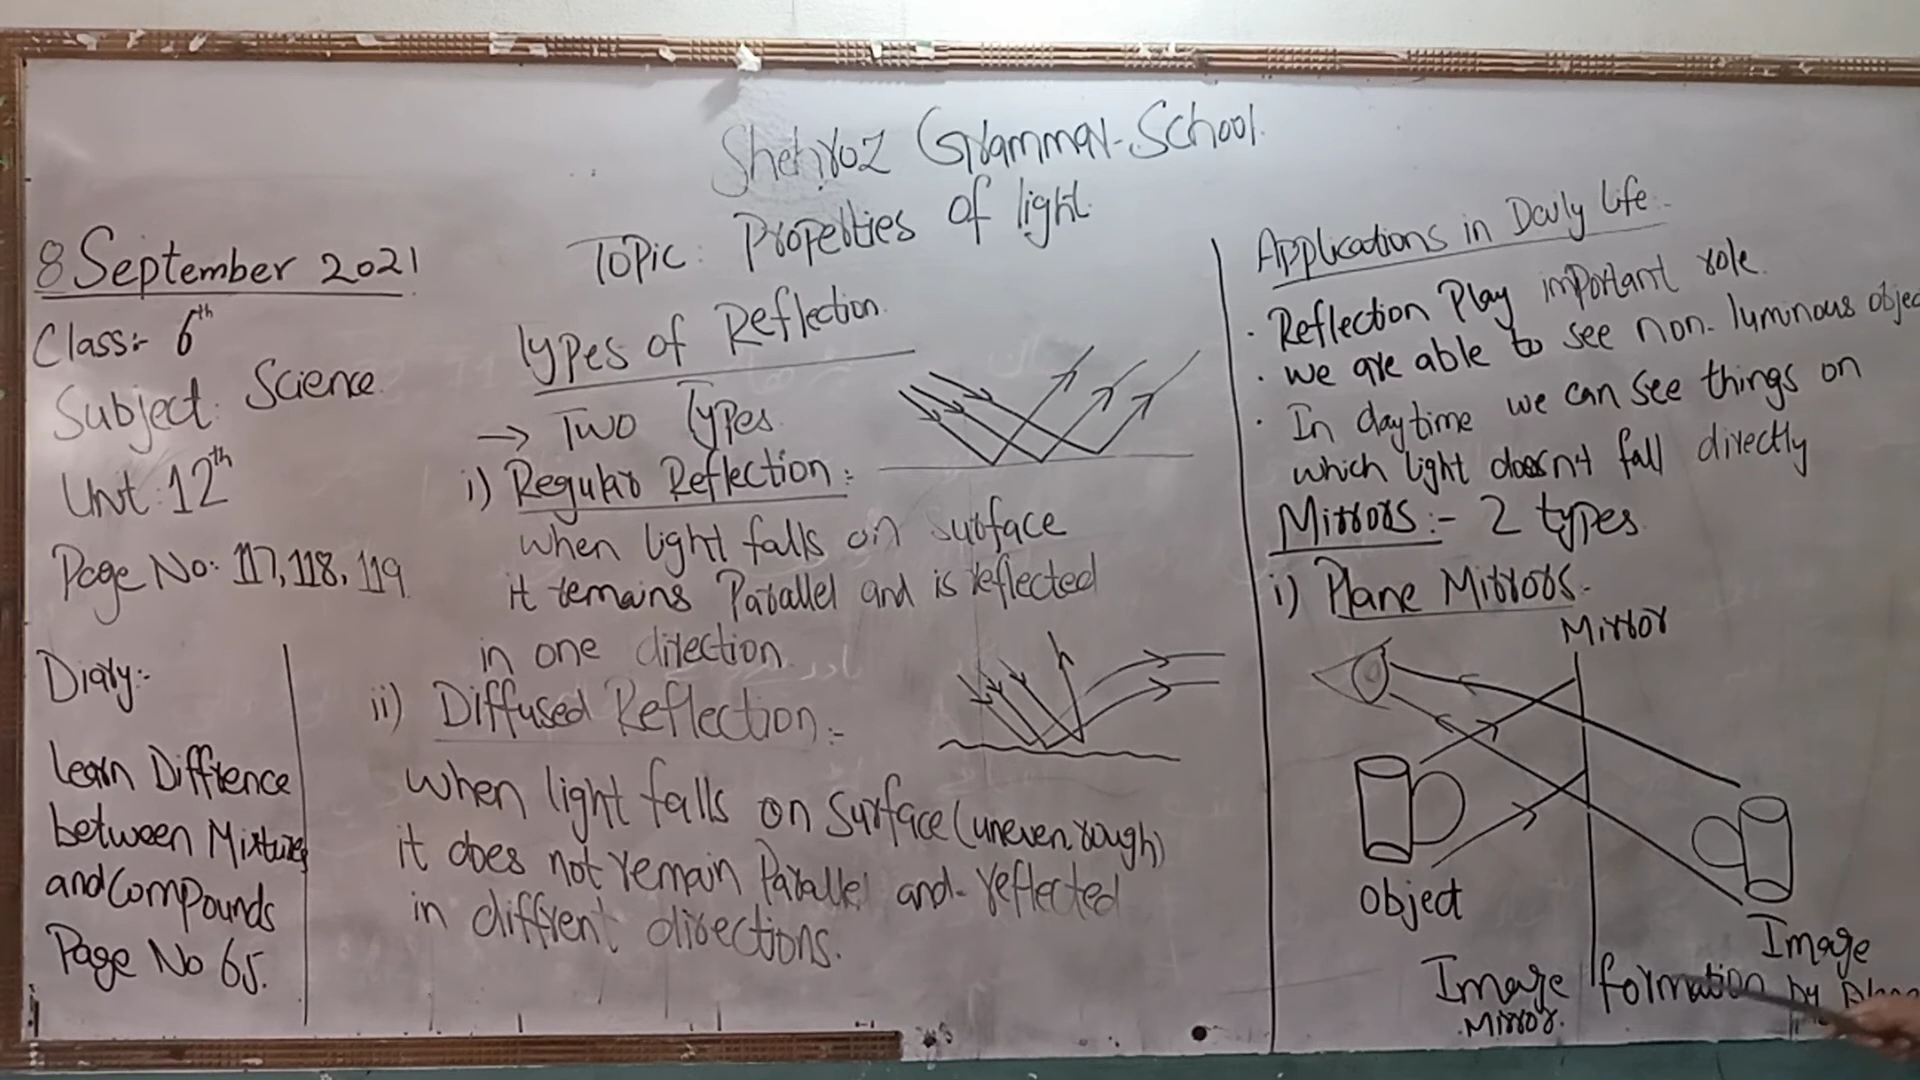 Shehroz Grammar School.
Topic: Properties of light.
8 September 2021
Class:- 6th
Subject: Science
Unit: 12th
Page No: 117, 118, 119
Diary:-
Learn Diffrence
between Mixtures
and Compounds
Page No 65.
Types of Reflection
→ Two Types
i) Regular Reflection:-
when light falls on surface
it remains Parallel and is reflected
in one direction
ii) Diffused Reflection:-
when light falls on surface (uneven, rough)
it does not remain Parallel and reflected
in diffrent directions.
Applications in Daily life
· Reflection Play important role.
· we are able to see non-luminous objec
· In daytime we can see things on
which light doesn't fall directly
Mirrors:- 2 types
i) Plane Mirrors:-
Mirror
Object
Image
Image formation by
Mirror.